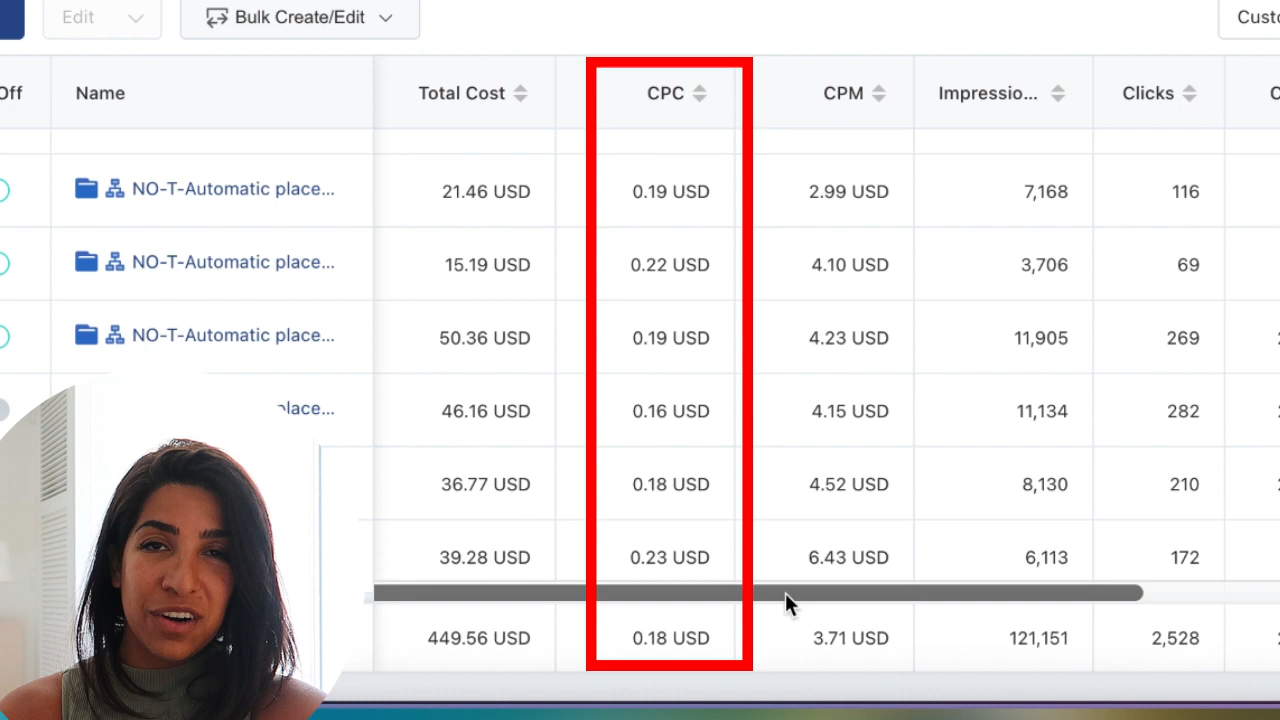 Edit Bulk Create/Edit Custo
Off Name Total Cost CPC CPM Impressio... Clicks C
NO-T-Automatic place... 21.46 USD 0.19 USD 2.99 USD 7,168 116
NO-T-Automatic place... 15.19 USD 0.22 USD 4.10 USD 3,706 69
NO-T-Automatic place... 50.36 USD 0.19 USD 4.23 USD 11,905 269
place... 46.16 USD 0.16 USD 4.15 USD 11,134 282
36.77 USD 0.18 USD 4.52 USD 8,130 210
39.28 USD 0.23 USD 6.43 USD 6,113 172
449.56 USD 0.18 USD 3.71 USD 121,151 2,528